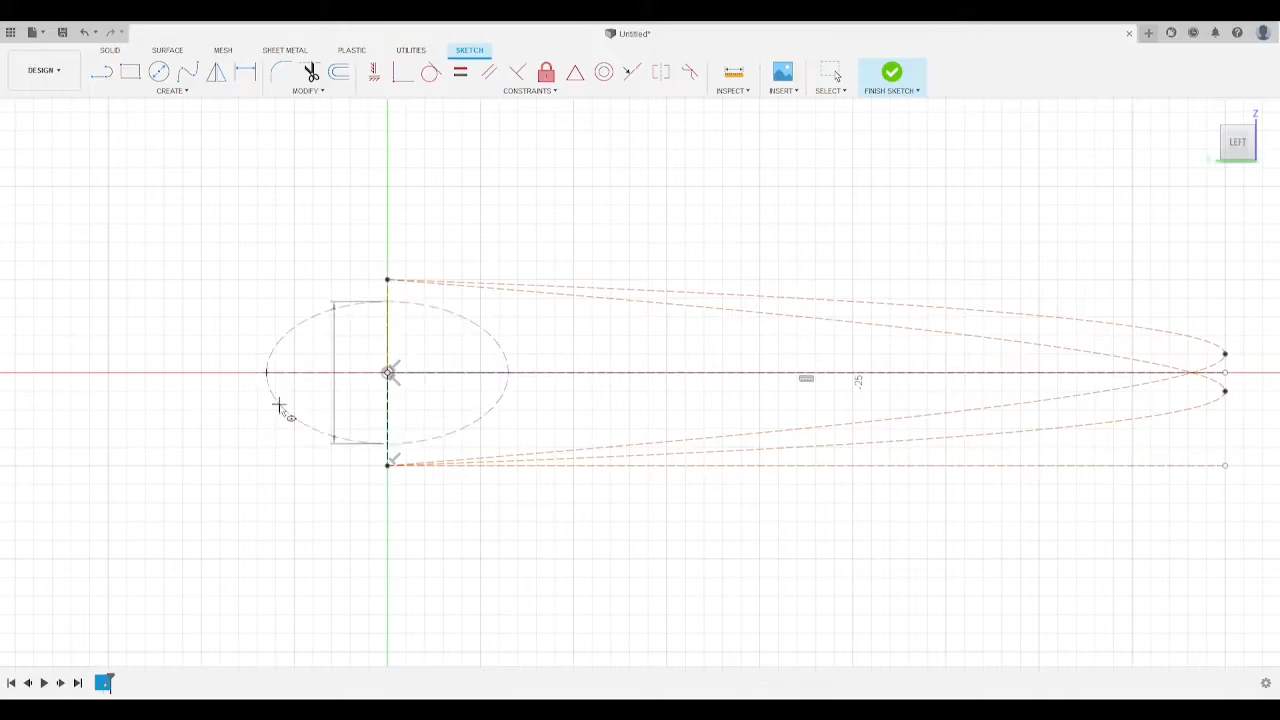 Untitled*
SOLID SURFACE MESH SHEET METAL PLASTIC UTILITIES SKETCH
DESIGN
CREATE MODIFY CONSTRAINTS INSPECT INSERT SELECT FINISH SKETCH
Z
LEFT
-25